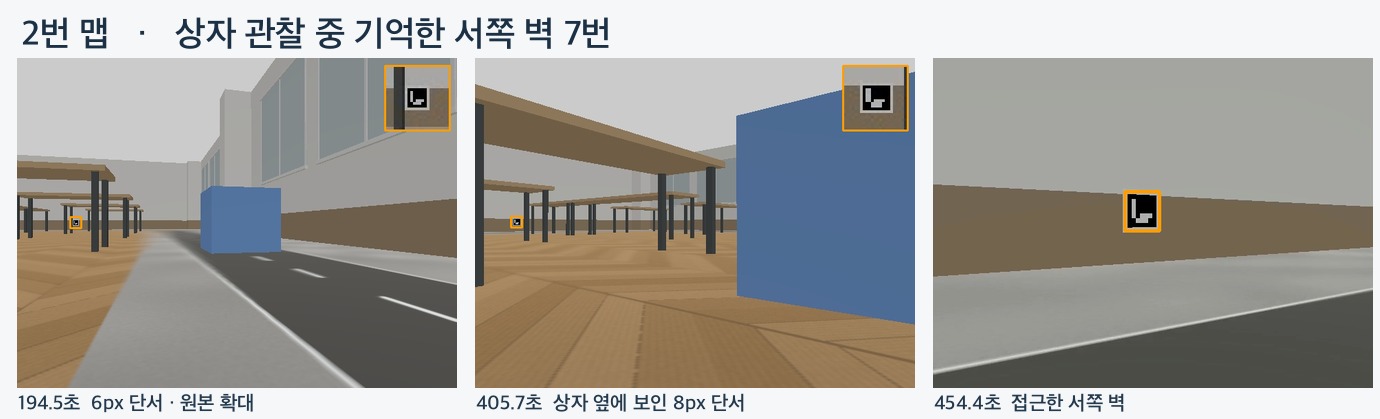 2번 맵 · 상자 관찰 중 기억한 서쪽 벽 7번
194.5초 6px 단서 · 원본 확대
405.7초 상자 옆에 보인 8px 단서
454.4초 접근한 서쪽 벽